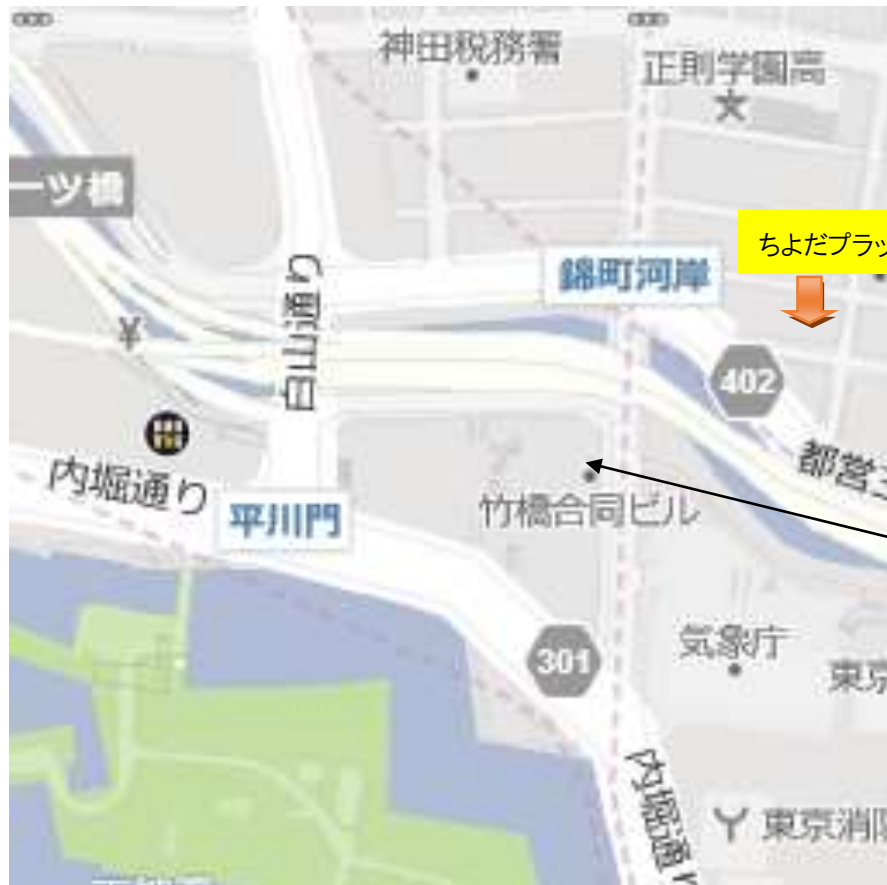 神田税務署
正則学園高
一ツ橋
ちよだプラッ
錦町河岸
白山通り
402
都営
内堀通り
平川門
竹橋合同ビル
301
気象庁
東京
内堀通り
東京消防